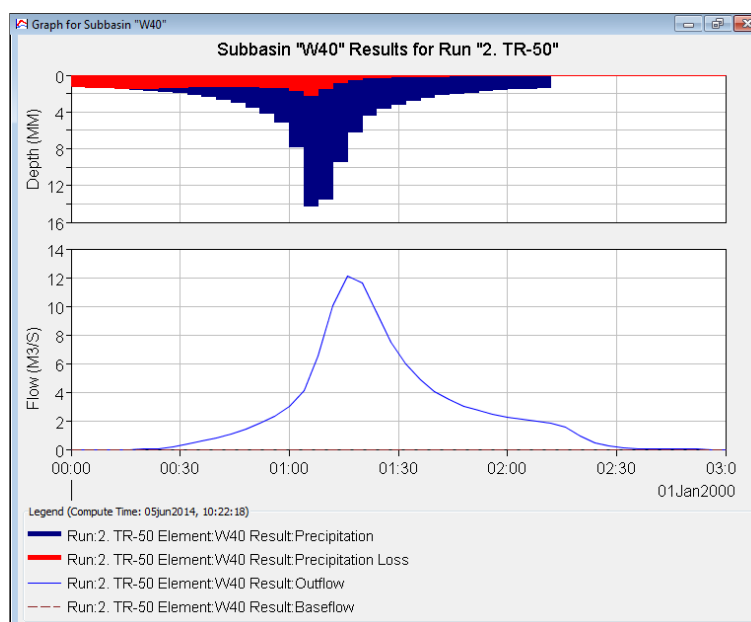 Graph for Subbasin "W40"
Subbasin "W40" Results for Run "2. TR-50"
Depth (MM)
0
4
8
12
16
Flow (M3/S)
14
12
10
8
6
4
2
0
00:00 00:30 01:00 01:30 02:00 02:30 03:0
01Jan2000
Legend (Compute Time: 05jun2014, 10:22:18)
Run:2. TR-50 Element:W40 Result:Precipitation
Run:2. TR-50 Element:W40 Result:Precipitation Loss
Run:2. TR-50 Element:W40 Result:Outflow
Run:2. TR-50 Element:W40 Result:Baseflow